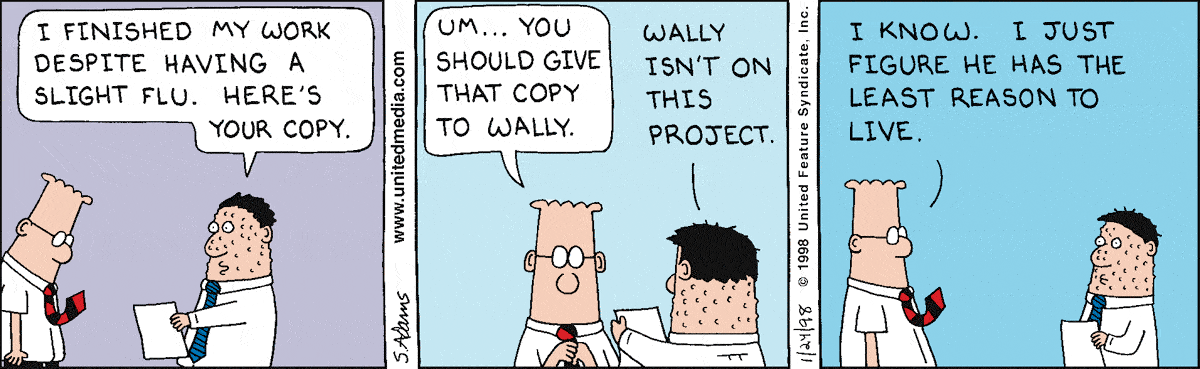 I FINISHED MY WORK
DESPITE HAVING A
SLIGHT FLU. HERE'S
YOUR COPY.
www.unitedmedia.com
S.Adams
UM... YOU
SHOULD GIVE
THAT COPY
TO WALLY.
WALLY
ISN'T ON
THIS
PROJECT.
1/24/98 © 1998 United Feature Syndicate, Inc.
I KNOW. I JUST
FIGURE HE HAS THE
LEAST REASON TO
LIVE.